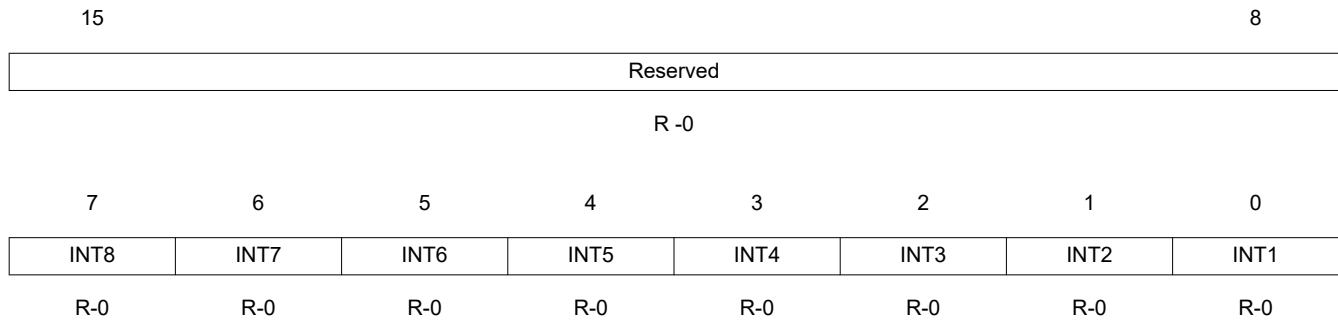 15 8
Reserved
R -0
7 6 5 4 3 2 1 0
INT8 INT7 INT6 INT5 INT4 INT3 INT2 INT1
R-0 R-0 R-0 R-0 R-0 R-0 R-0 R-0